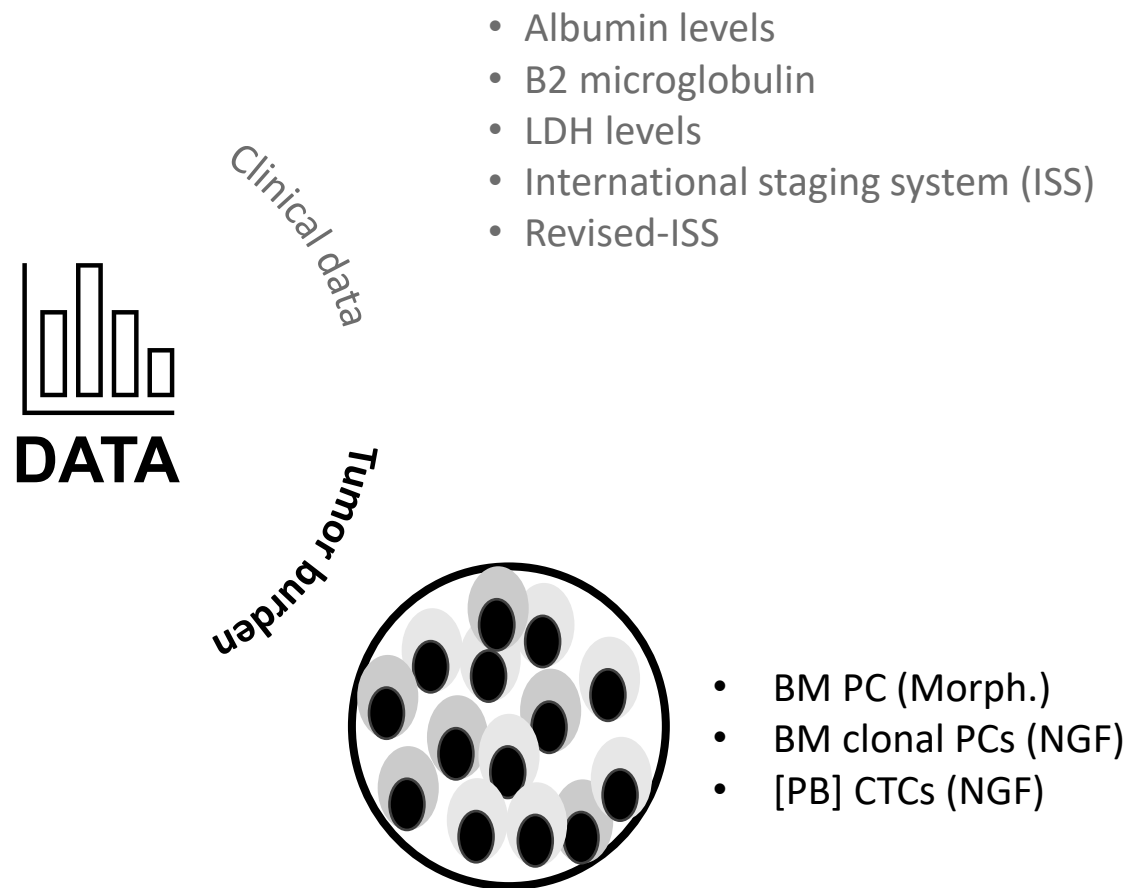 • Albumin levels
• B2 microglobulin
• LDH levels
• International staging system (ISS)
• Revised-ISS
Clinical data
DATA
Tumor burden
• BM PC (Morph.)
• BM clonal PCs (NGF)
• [PB] CTCs (NGF)